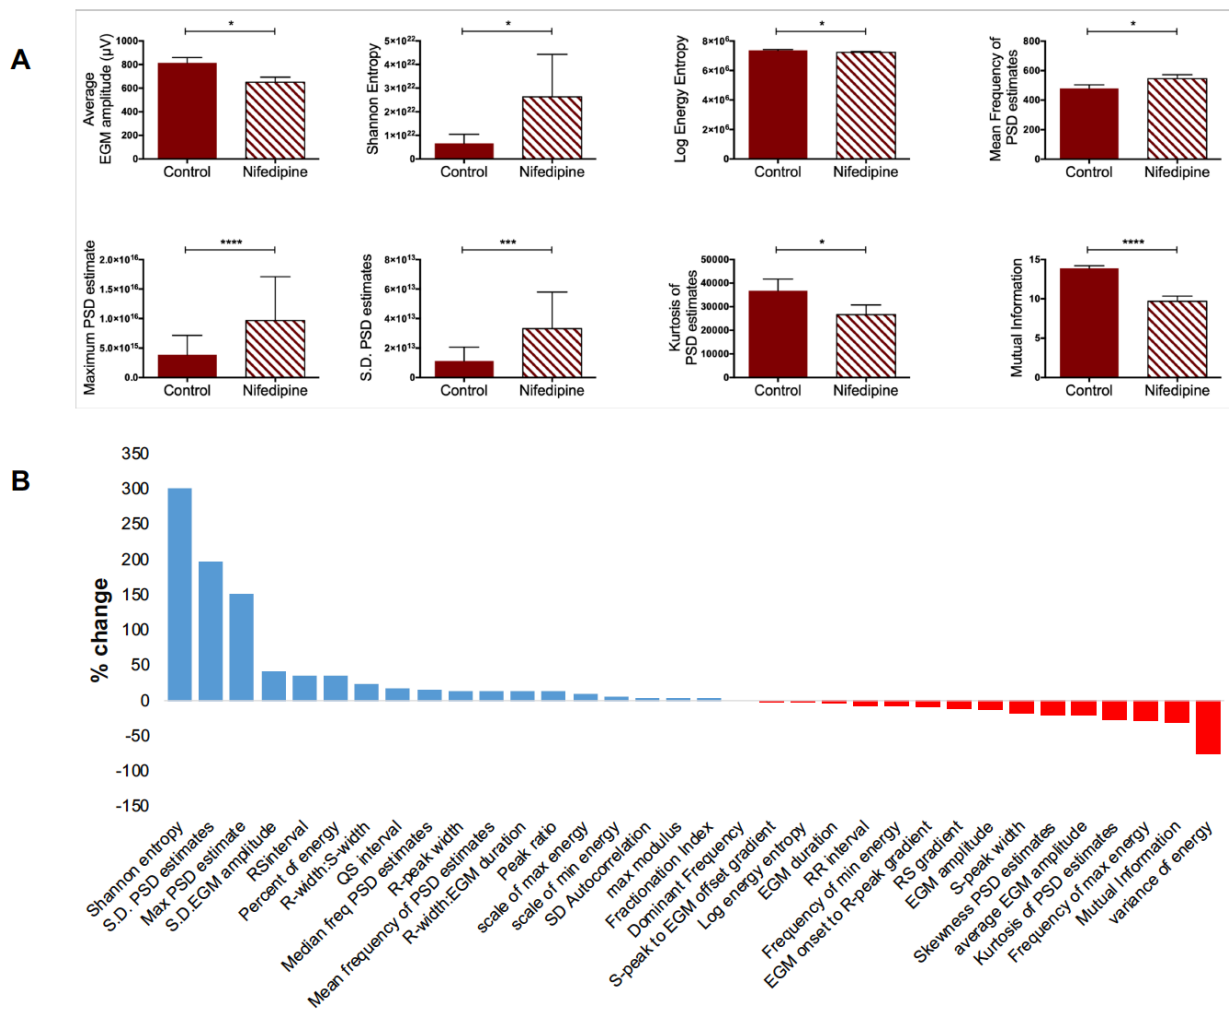 A
*
Average
EGM amplitude (µV)
1000
800
600
400
200
0
Control
Nifedipine
*
Shannon Entropy
5×10²²
4×10²²
3×10²²
2×10²²
1×10²²
0
Control
Nifedipine
*
Log Energy Entropy
8×10⁶
6×10⁶
4×10⁶
2×10⁶
0
Control
Nifedipine
*
Mean Frequency of
PSD estimates
800
600
400
200
0
Control
Nifedipine
****
Maximum PSD estimate
2.0×10¹⁶
1.5×10¹⁶
1.0×10¹⁶
5.0×10¹⁵
0.0
Control
Nifedipine
***
S.D. PSD estimates
8×10¹³
6×10¹³
4×10¹³
2×10¹³
0
Control
Nifedipine
*
Kurtosis of
PSD estimates
50000
40000
30000
20000
10000
0
Control
Nifedipine
****
Mutual Information
15
10
5
0
Control
Nifedipine
B
% change
350
300
250
200
150
100
50
0
-50
-100
-150
Shannon entropy
S.D. PSD estimates
Max PSD estimate
S.D.EGM amplitude
RSinterval
Percent of energy
R-width:S-width
QS interval
Median freq PSD estimates
R-peak width
Mean frequency of PSD estimates
R-width:EGM duration
Peak ratio
scale of max energy
scale of min energy
SD Autocorrelation
max modulus
Fractionation Index
Dominant Frequency
S-peak to EGM offset gradient
Log energy entropy
EGM duration
RR interval
Frequency of min energy
EGM onset to R-peak gradient
RS gradient
EGM amplitude
S-peak width
Skewness PSD estimates
average EGM amplitude
Kurtosis of PSD estimates
Frequency of max energy
Mutual Information
variance of energy